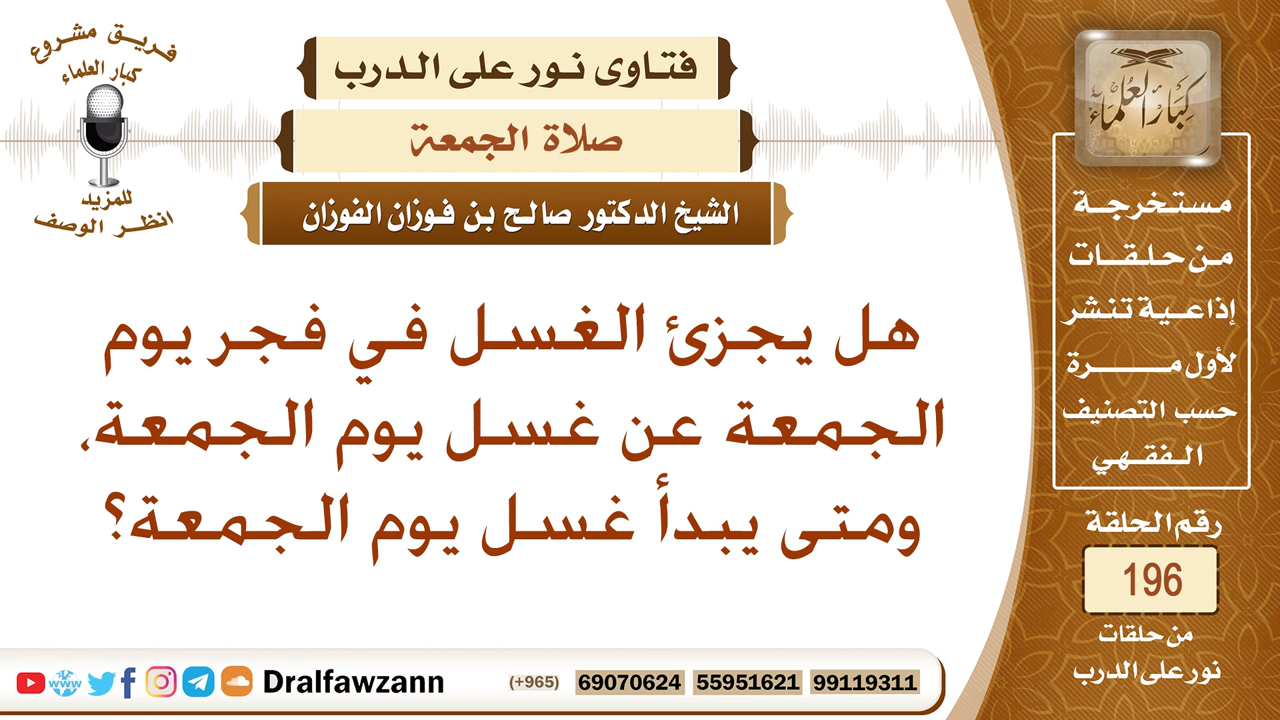 فريق مشروع
كبار العلماء
للمزيد
انظر الوصف
فتاوى نور على الدرب
صلاة الجمعة
الشيخ الدكتور صالح بن فوزان الفوزان
هل يجزئ الغسل في فجر يوم
الجمعة عن غسل يوم الجمعة،
ومتى يبدأ غسل يوم الجمعة؟
كبار العلماء
مستخرجة
من حلقات
إذاعية تنشر
لأول مرة
حسب التصنيف
الفقهي
رقم الحلقة
196
من حلقات
نور على الدرب
www Dralfawzann (+965) 69070624 55951621 99119311